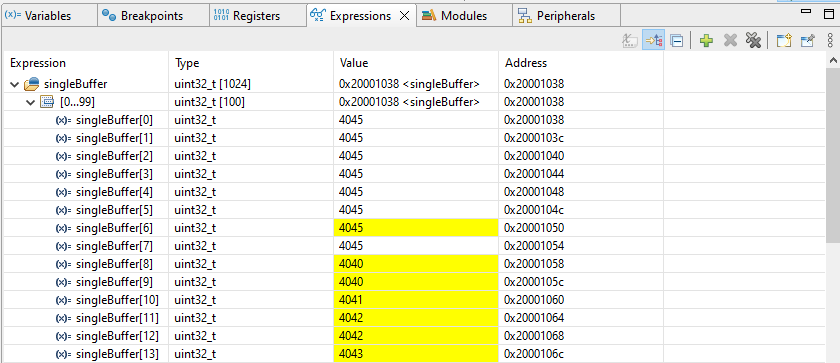 (x)= Variables Breakpoints 1010 0101 Registers Expressions Modules Peripherals
Expression Type Value Address
singleBuffer uint32_t [1024] 0x20001038 <singleBuffer> 0x20001038
[0...99] uint32_t [100] 0x20001038 <singleBuffer> 0x20001038
(x)= singleBuffer[0] uint32_t 4045 0x20001038
(x)= singleBuffer[1] uint32_t 4045 0x2000103c
(x)= singleBuffer[2] uint32_t 4045 0x20001040
(x)= singleBuffer[3] uint32_t 4045 0x20001044
(x)= singleBuffer[4] uint32_t 4045 0x20001048
(x)= singleBuffer[5] uint32_t 4045 0x2000104c
(x)= singleBuffer[6] uint32_t 4045 0x20001050
(x)= singleBuffer[7] uint32_t 4045 0x20001054
(x)= singleBuffer[8] uint32_t 4040 0x20001058
(x)= singleBuffer[9] uint32_t 4040 0x2000105c
(x)= singleBuffer[10] uint32_t 4041 0x20001060
(x)= singleBuffer[11] uint32_t 4042 0x20001064
(x)= singleBuffer[12] uint32_t 4042 0x20001068
(x)= singleBuffer[13] uint32_t 4043 0x2000106c